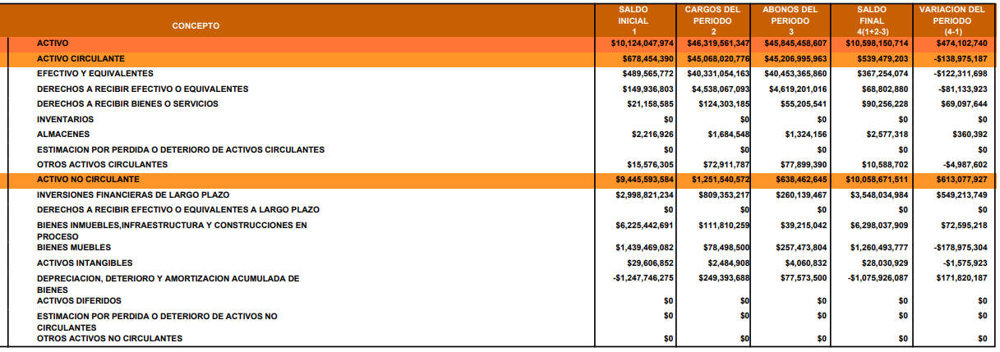 CONCEPTO SALDO INICIAL 1 CARGOS DEL PERIODO 2 ABONOS DEL PERIODO 3 SALDO FINAL 4(1+2-3) VARIACION DEL PERIODO (4-1)
ACTIVO $10,124,047,974 $46,319,561,347 $45,845,458,607 $10,598,150,714 $474,102,740
ACTIVO CIRCULANTE $678,454,390 $45,068,020,776 $45,206,995,963 $539,479,203 -$138,975,187
EFECTIVO Y EQUIVALENTES $489,565,772 $40,331,054,163 $40,453,365,860 $367,254,074 -$122,311,698
DERECHOS A RECIBIR EFECTIVO O EQUIVALENTES $149,936,803 $4,538,067,093 $4,619,201,016 $68,802,880 -$81,133,923
DERECHOS A RECIBIR BIENES O SERVICIOS $21,158,585 $124,303,185 $55,205,541 $90,256,228 $69,097,644
INVENTARIOS $0 $0 $0 $0 $0
ALMACENES $2,216,926 $1,684,548 $1,324,156 $2,577,318 $360,392
ESTIMACION POR PERDIDA O DETERIORO DE ACTIVOS CIRCULANTES $0 $0 $0 $0 $0
OTROS ACTIVOS CIRCULANTES $15,576,305 $72,911,787 $77,899,390 $10,588,702 -$4,987,602
ACTIVO NO CIRCULANTE $9,445,593,584 $1,251,540,572 $638,462,645 $10,058,671,511 $613,077,927
INVERSIONES FINANCIERAS DE LARGO PLAZO $2,998,821,234 $809,353,217 $260,139,467 $3,548,034,984 $549,213,749
DERECHOS A RECIBIR EFECTIVO O EQUIVALENTES A LARGO PLAZO $0 $0 $0 $0 $0
BIENES INMUEBLES,INFRAESTRUCTURA Y CONSTRUCCIONES EN $6,225,442,691 $111,810,259 $39,215,042 $6,298,037,909 $72,595,218
PROCESO
BIENES MUEBLES $1,439,469,082 $78,498,500 $257,473,804 $1,260,493,777 -$178,975,304
ACTIVOS INTANGIBLES $29,606,852 $2,484,908 $4,060,832 $28,030,929 -$1,575,923
DEPRECIACION, DETERIORO Y AMORTIZACION ACUMULADA DE -$1,247,746,275 $249,393,688 $77,573,500 -$1,075,926,087 $171,820,187
BIENES
ACTIVOS DIFERIDOS $0 $0 $0 $0 $0
ESTIMACION POR PERDIDA O DETERIORO DE ACTIVOS NO $0 $0 $0 $0 $0
CIRCULANTES
OTROS ACTIVOS NO CIRCULANTES $0 $0 $0 $0 $0